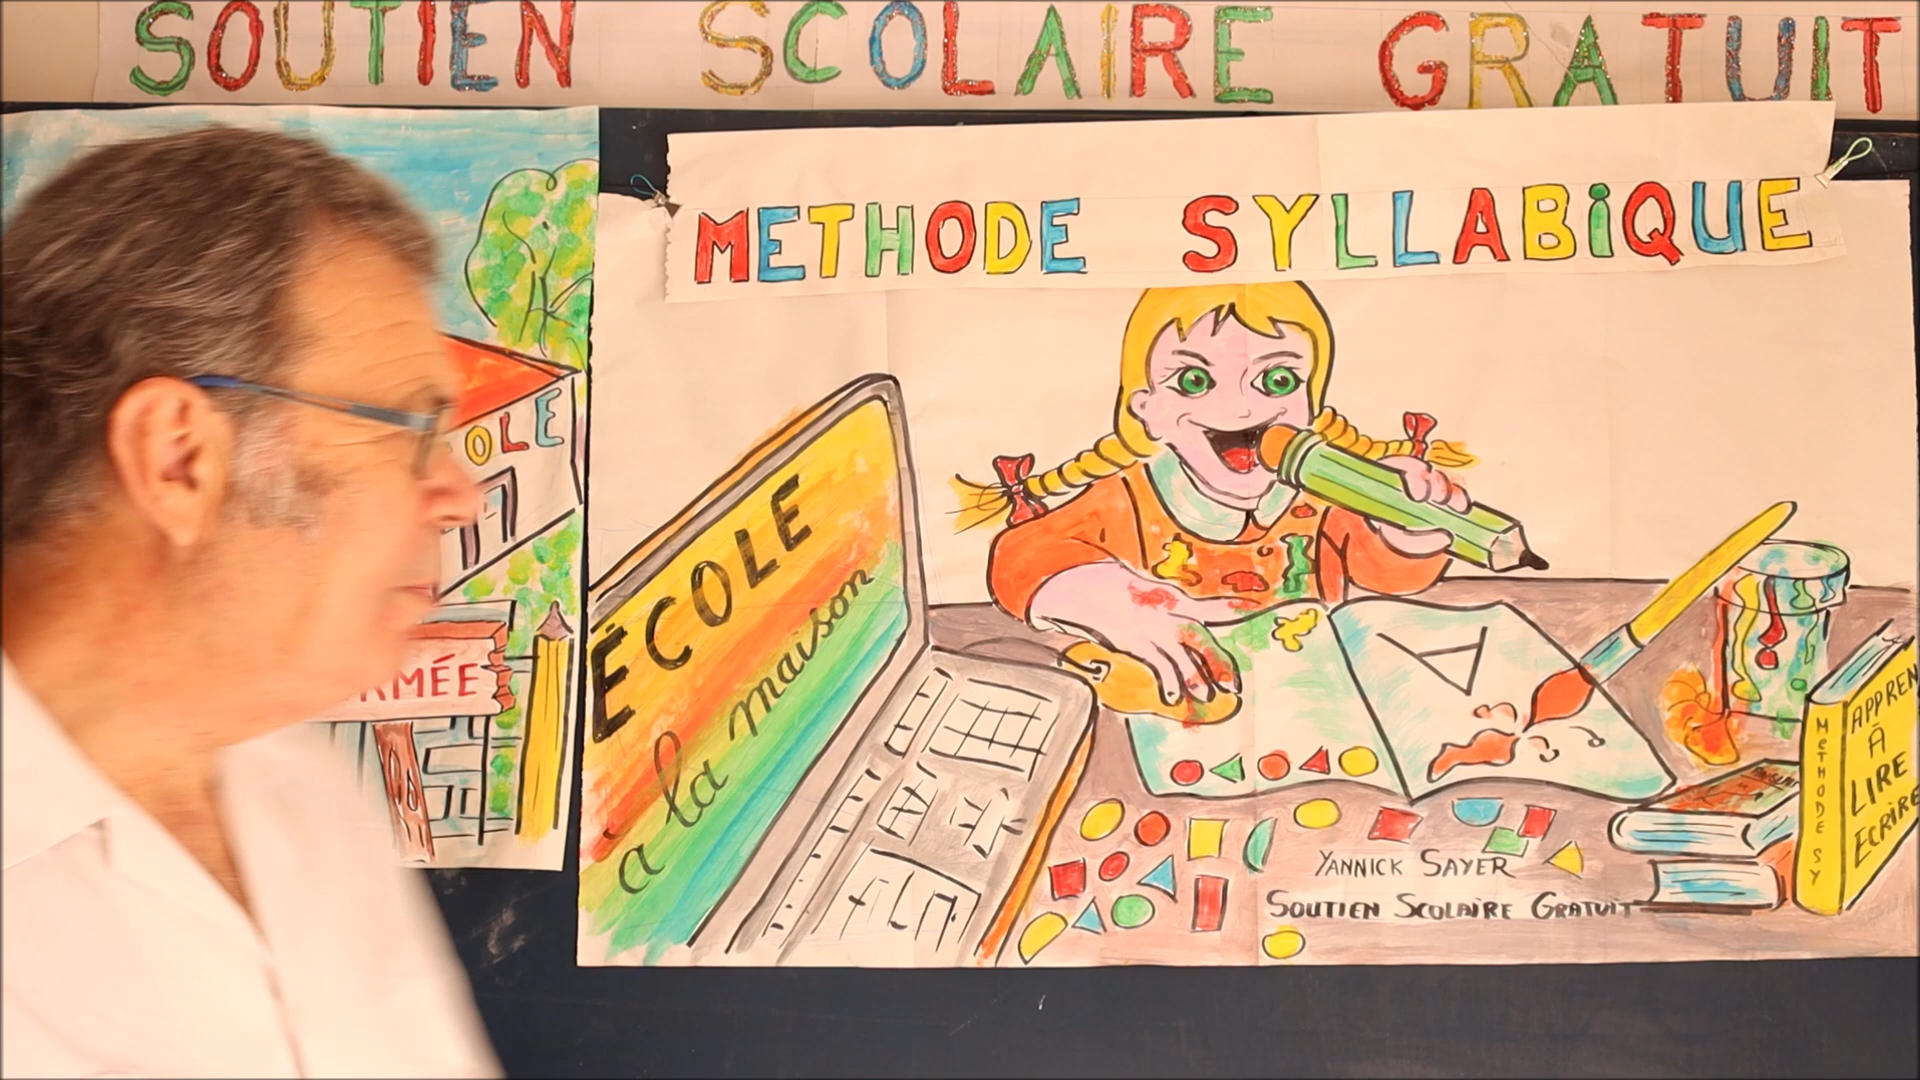 SOUTIEN SCOLAIRE GRATUIT
METHODE SYLLABIQUE
OLE
RMÉE
ÉCOLE
à la maison
A
METHODE SY
APPREN
À
LIRE
ECRIRE
YANNICK SAYER
SOUTIEN SCOLAIRE GRATUIT